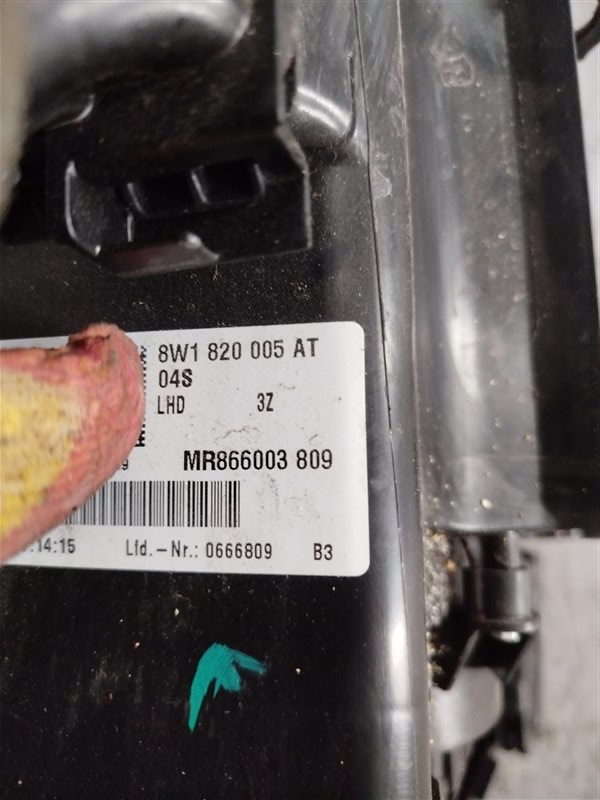 8W1 820 005 AT
04S
LHD 3Z
MR866003 809
:14:15 Lfd.-Nr.: 0666809 B3